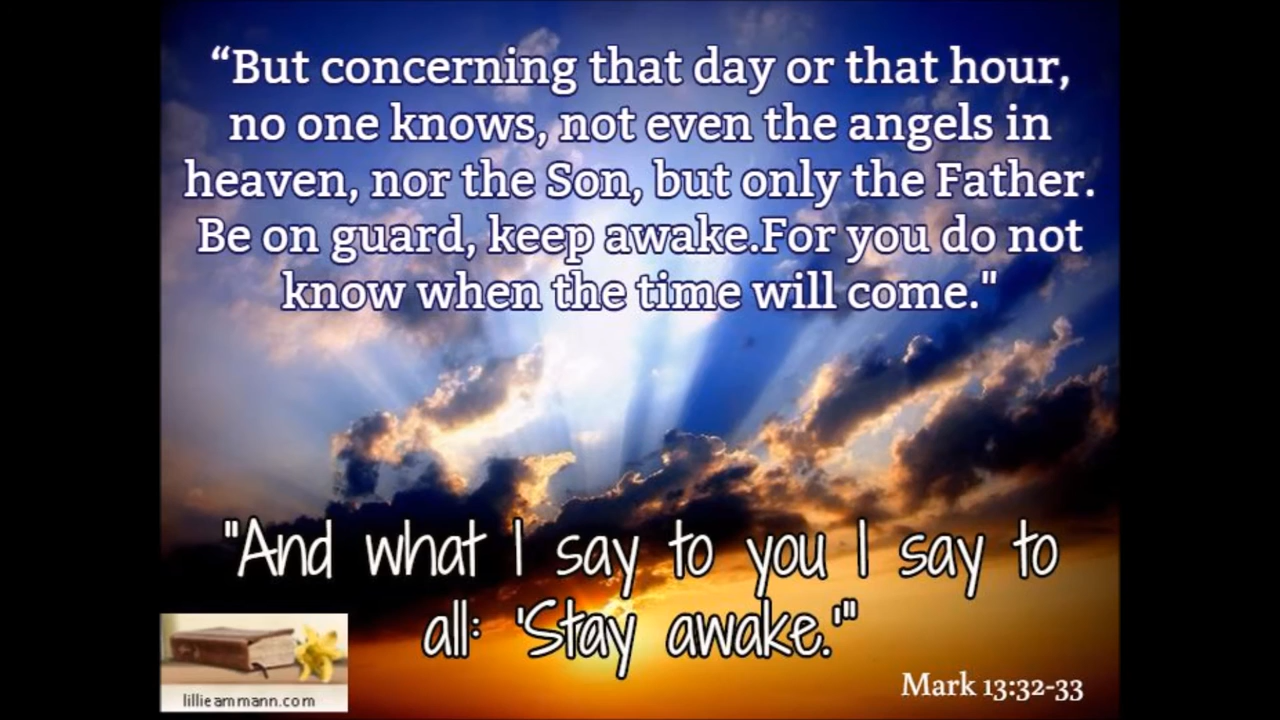 “But concerning that day or that hour,
no one knows, not even the angels in
heaven, nor the Son, but only the Father.
Be on guard, keep awake.For you do not
know when the time will come."
"And what I say to you I say to
all: 'Stay awake.'"
lillieammann.com
Mark 13:32-33